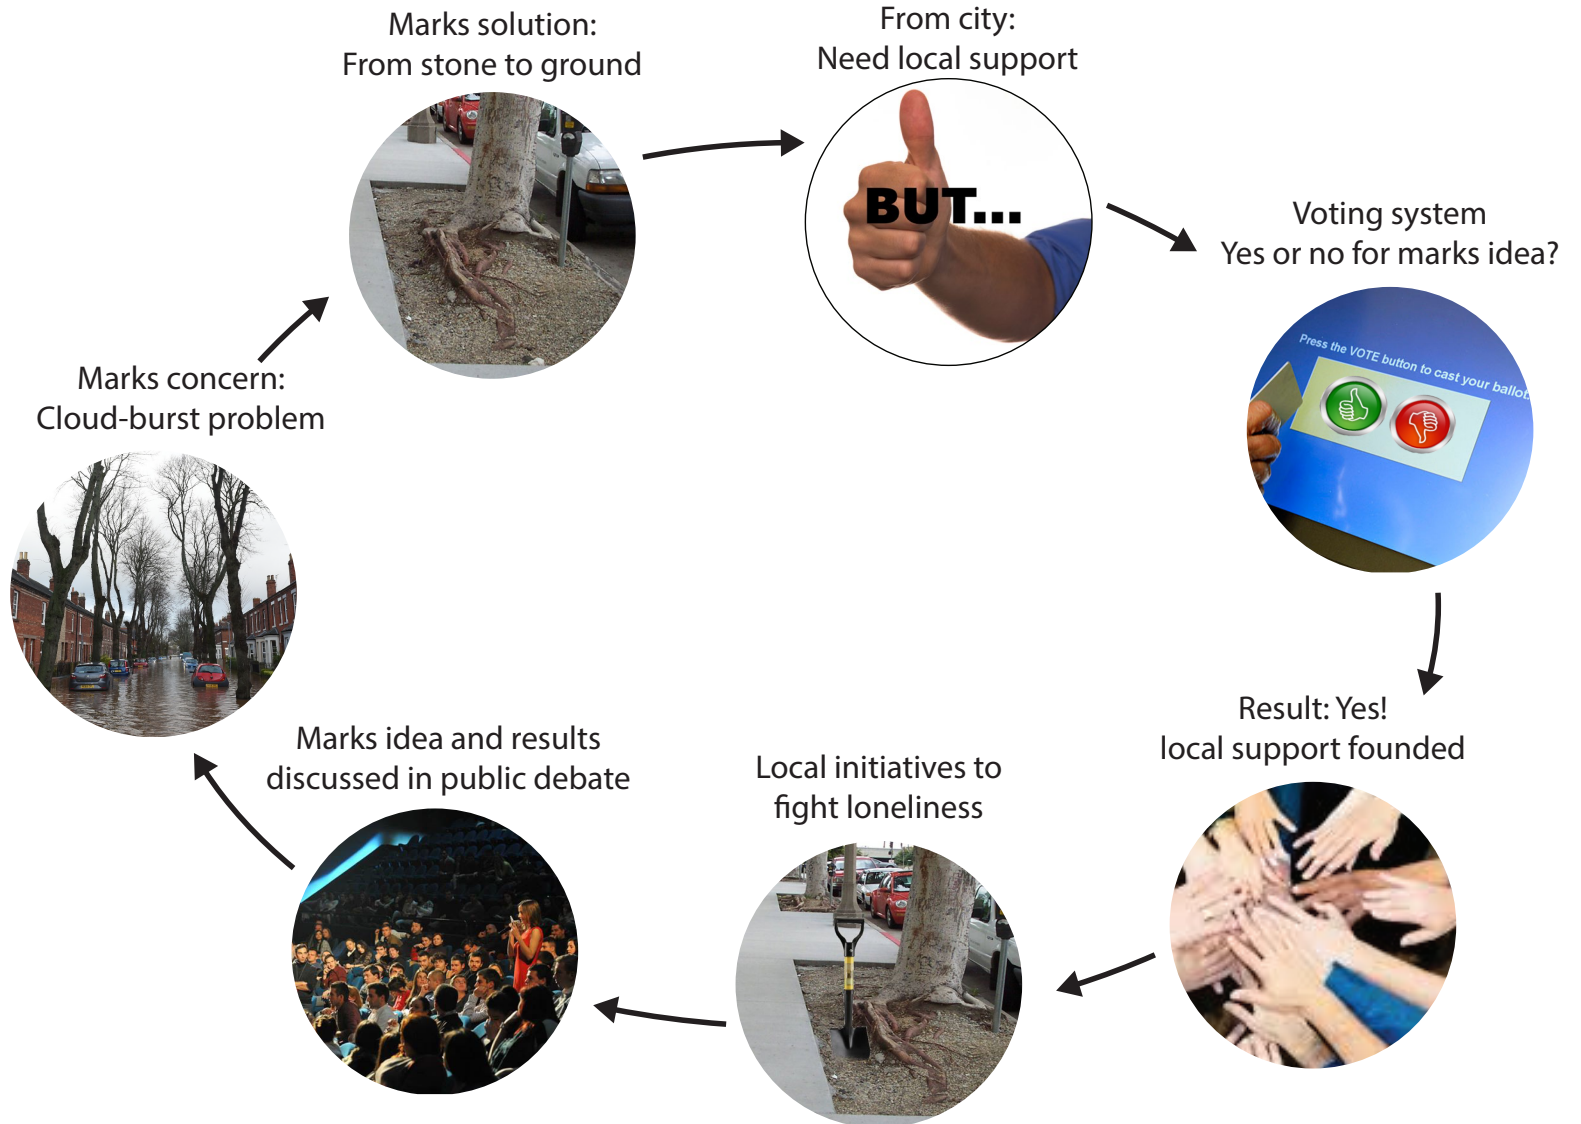 Marks solution:
From stone to ground
From city:
Need local support
BUT...
Voting system
Yes or no for marks idea?
Press the VOTE button to cast your ballot.
Marks concern:
Cloud-burst problem
Result: Yes!
local support founded
Marks idea and results
discussed in public debate
Local initiatives to
fight loneliness